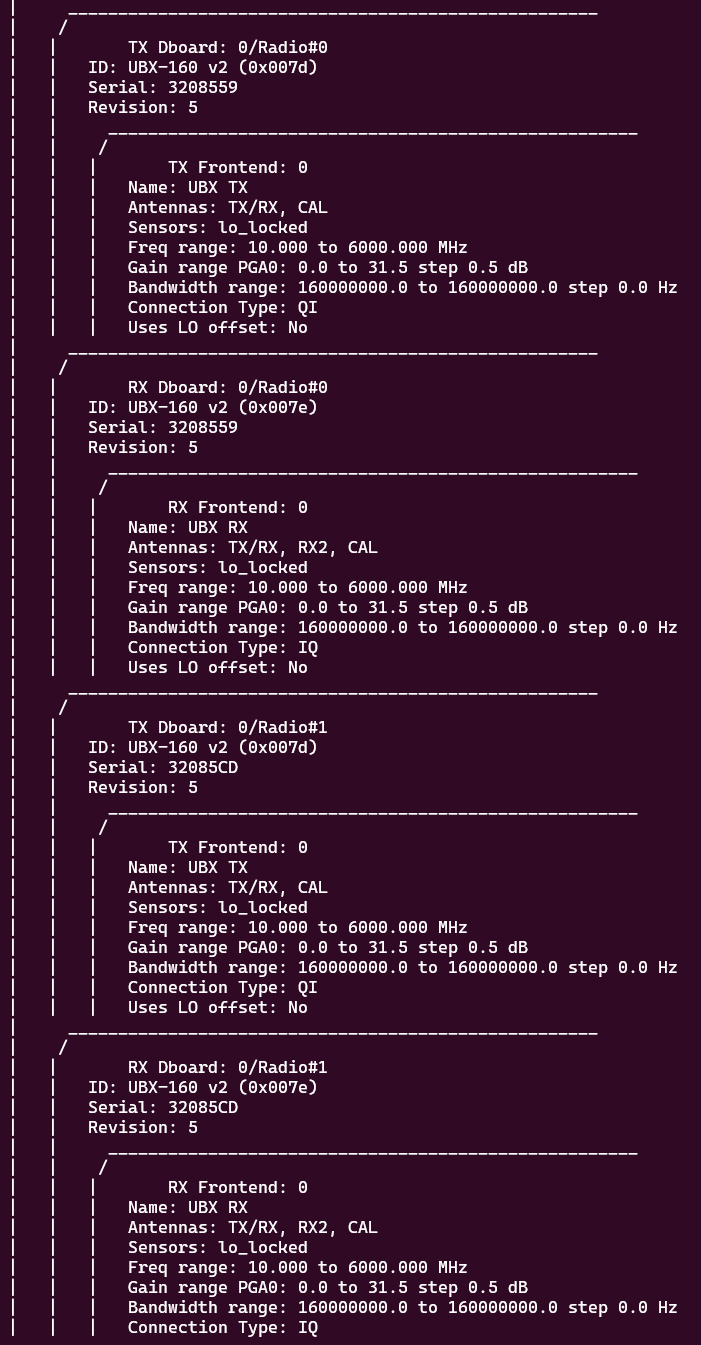 |     _____________________________________________________
|    /
|   |       TX Dboard: 0/Radio#0
|   |   ID: UBX-160 v2 (0x007d)
|   |   Serial: 3208559
|   |   Revision: 5
|   |     _____________________________________________________
|   |    /
|   |   |       TX Frontend: 0
|   |   |   Name: UBX TX
|   |   |   Antennas: TX/RX, CAL
|   |   |   Sensors: lo_locked
|   |   |   Freq range: 10.000 to 6000.000 MHz
|   |   |   Gain range PGA0: 0.0 to 31.5 step 0.5 dB
|   |   |   Bandwidth range: 160000000.0 to 160000000.0 step 0.0 Hz
|   |   |   Connection Type: QI
|   |   |   Uses LO offset: No
|     _____________________________________________________
|    /
|   |       RX Dboard: 0/Radio#0
|   |   ID: UBX-160 v2 (0x007e)
|   |   Serial: 3208559
|   |   Revision: 5
|   |     _____________________________________________________
|   |    /
|   |   |       RX Frontend: 0
|   |   |   Name: UBX RX
|   |   |   Antennas: TX/RX, RX2, CAL
|   |   |   Sensors: lo_locked
|   |   |   Freq range: 10.000 to 6000.000 MHz
|   |   |   Gain range PGA0: 0.0 to 31.5 step 0.5 dB
|   |   |   Bandwidth range: 160000000.0 to 160000000.0 step 0.0 Hz
|   |   |   Connection Type: IQ
|   |   |   Uses LO offset: No
|     _____________________________________________________
|    /
|   |       TX Dboard: 0/Radio#1
|   |   ID: UBX-160 v2 (0x007d)
|   |   Serial: 32085CD
|   |   Revision: 5
|   |     _____________________________________________________
|   |    /
|   |   |       TX Frontend: 0
|   |   |   Name: UBX TX
|   |   |   Antennas: TX/RX, CAL
|   |   |   Sensors: lo_locked
|   |   |   Freq range: 10.000 to 6000.000 MHz
|   |   |   Gain range PGA0: 0.0 to 31.5 step 0.5 dB
|   |   |   Bandwidth range: 160000000.0 to 160000000.0 step 0.0 Hz
|   |   |   Connection Type: QI
|   |   |   Uses LO offset: No
|     _____________________________________________________
|    /
|   |       RX Dboard: 0/Radio#1
|   |   ID: UBX-160 v2 (0x007e)
|   |   Serial: 32085CD
|   |   Revision: 5
|   |     _____________________________________________________
|   |    /
|   |   |       RX Frontend: 0
|   |   |   Name: UBX RX
|   |   |   Antennas: TX/RX, RX2, CAL
|   |   |   Sensors: lo_locked
|   |   |   Freq range: 10.000 to 6000.000 MHz
|   |   |   Gain range PGA0: 0.0 to 31.5 step 0.5 dB
|   |   |   Bandwidth range: 160000000.0 to 160000000.0 step 0.0 Hz
|   |   |   Connection Type: IQ